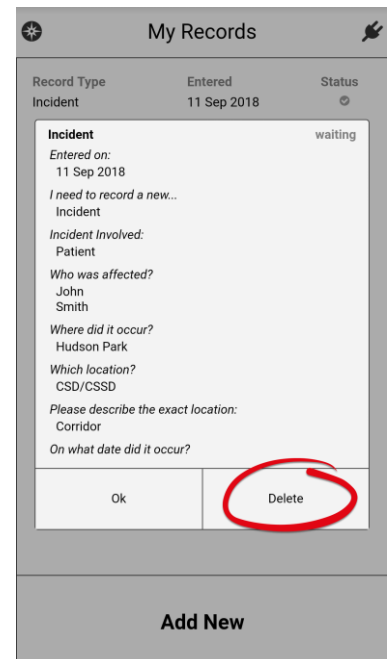 My Records
Record Type Entered Status
Incident 11 Sep 2018
Incident waiting
Entered on:
11 Sep 2018
I need to record a new...
Incident
Incident Involved:
Patient
Who was affected?
John
Smith
Where did it occur?
Hudson Park
Which location?
CSD/CSSD
Please describe the exact location:
Corridor
On what date did it occur?
Ok Delete
Add New